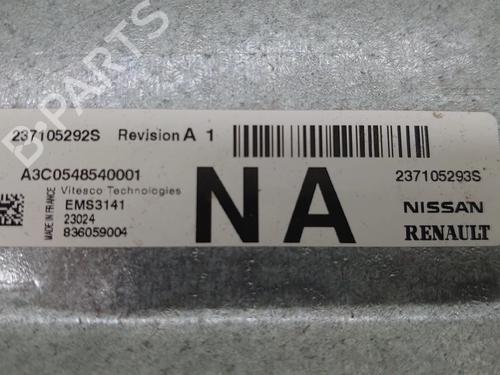 237105292S Revision A 1
A3C0548540001
Vitesco Technologies
EMS3141
23024
836059004
MADE IN FRANCE
NA
237105293S
NISSAN
RENAULT
B-PARTS